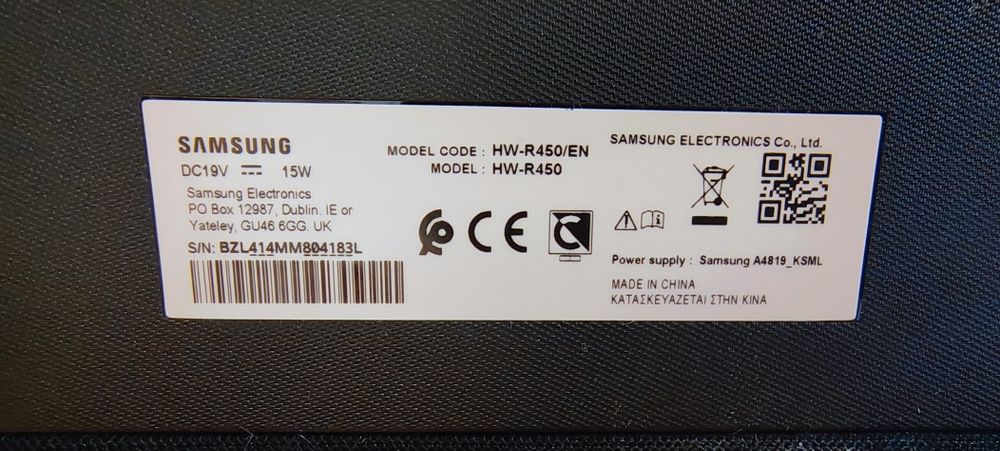 SAMSUNG
DC19V 15W
Samsung Electronics
PO Box 12987, Dublin. IE or
Yateley, GU46 6GG. UK
S/N: BZL414MM804183L
MODEL CODE : HW-R450/EN
MODEL : HW-R450
CE
SAMSUNG ELECTRONICS Co., Ltd.
Power supply : Samsung A4819_KSML
MADE IN CHINA
ΚΑΤΑΣΚΕΥΑΖΕΤΑΙ ΣΤΗΝ ΚΙΝΑ